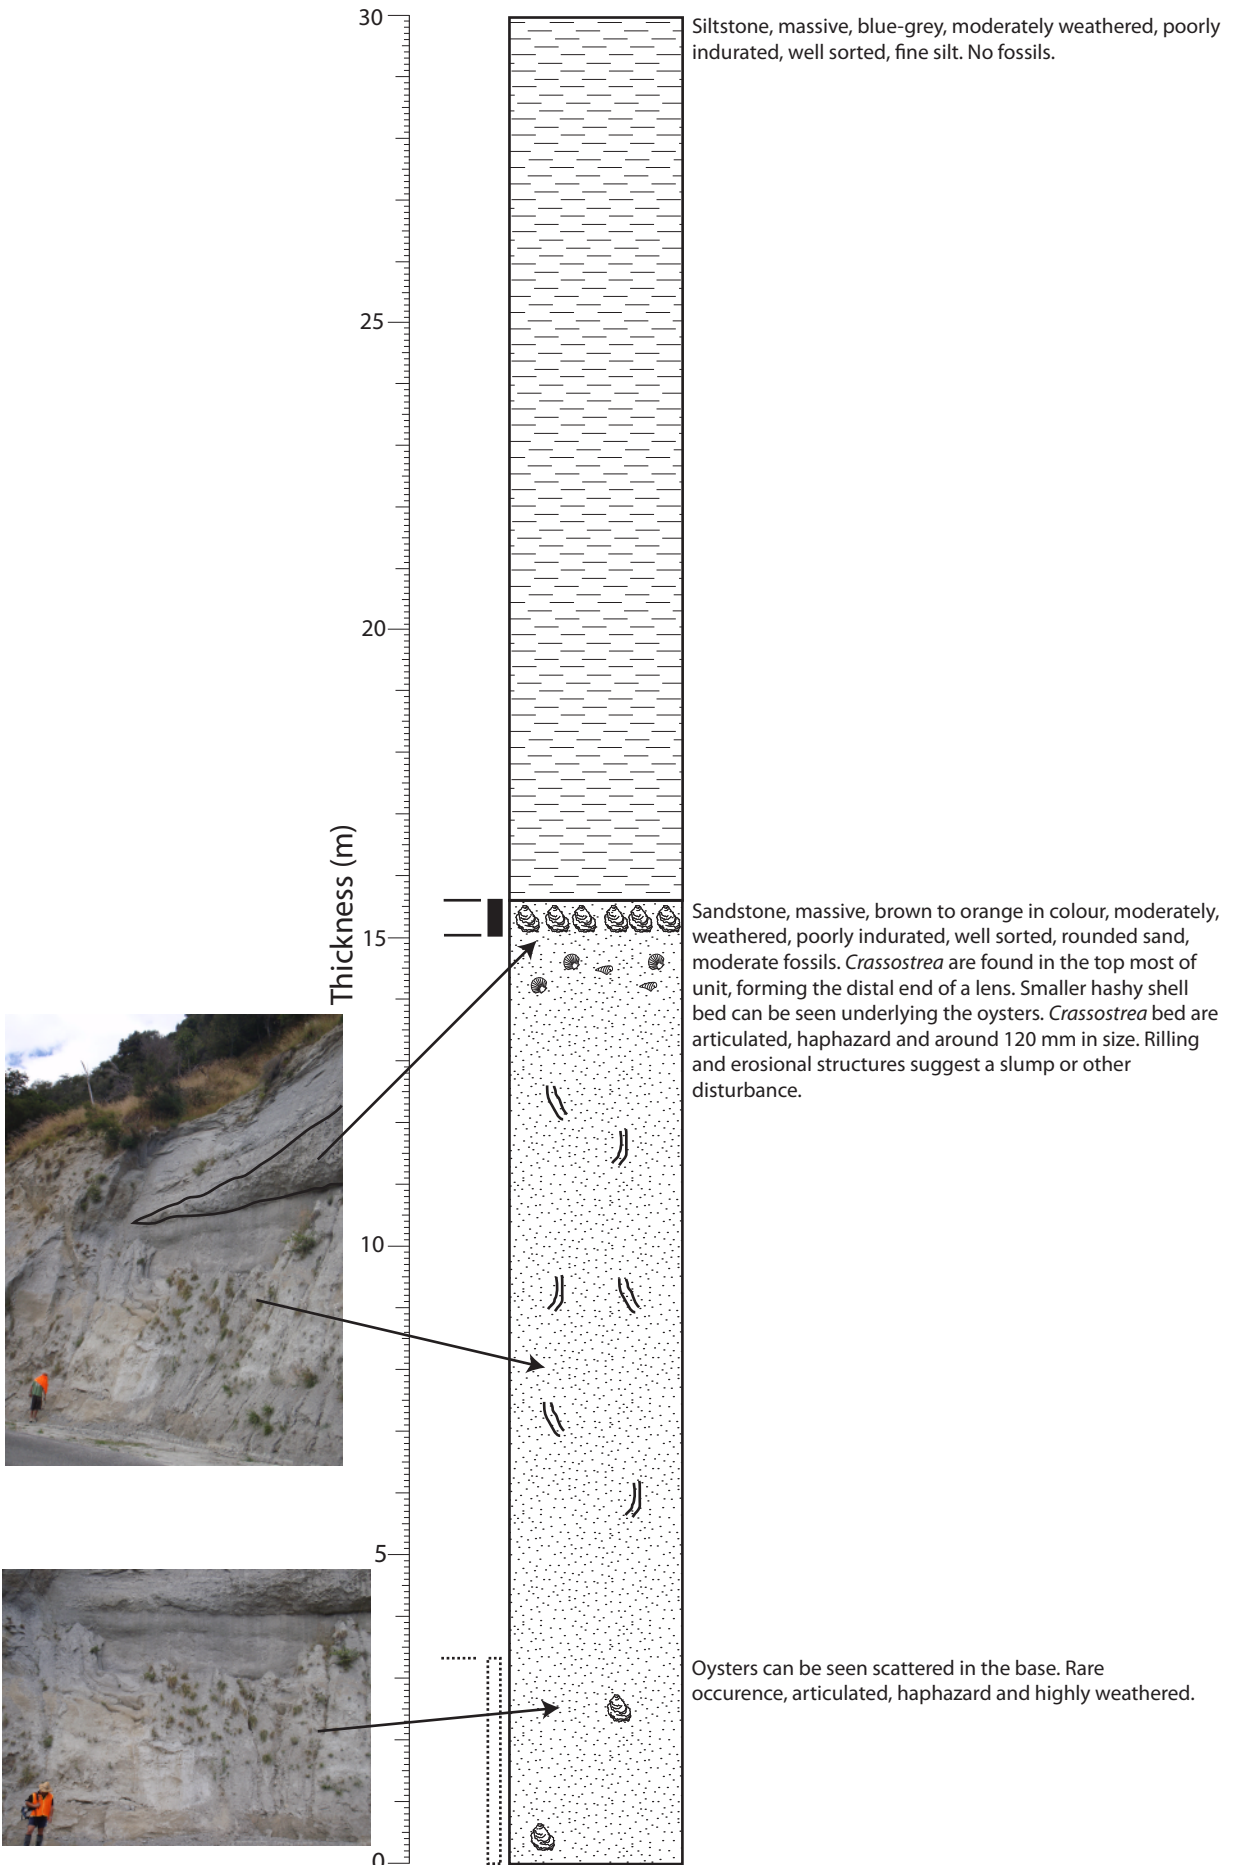 30
Siltstone, massive, blue-grey, moderately weathered, poorly
indurated, well sorted, fine silt. No fossils.
25
20
Thickness (m)
15
Sandstone, massive, brown to orange in colour, moderately,
weathered, poorly indurated, well sorted, rounded sand,
moderate fossils. Crassostrea are found in the top most of
unit, forming the distal end of a lens. Smaller hashy shell
bed can be seen underlying the oysters. Crassostrea bed are
articulated, haphazard and around 120 mm in size. Rilling
and erosional structures suggest a slump or other
disturbance.
10
5
Oysters can be seen scattered in the base. Rare
occurence, articulated, haphazard and highly weathered.
0